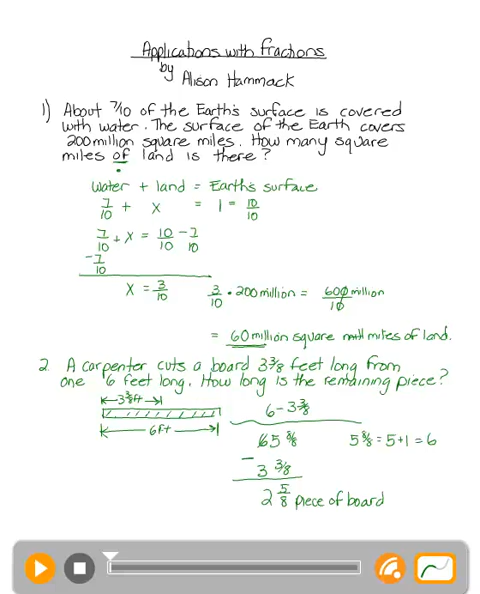 Applications with Fractions
by
Alison Hammack
1) About 7/10 of the Earth's surface is covered
with water. The surface of the Earth covers
200 million square miles. How many square
miles of land is there?
water + land = Earth's surface
7/10 + x = 1 = 10/10
7/10 + x = 10/10 - 7/10
-7/10
x = 3/10 3/10 • 200 million = 600 million/10
= 60 million square miles of land.
2. A carpenter cuts a board 3 3/8 feet long from
one 6 feet long. How long is the remaining piece?
3 3/8 ft 6 - 3 3/8
6 ft 6 5 8/8 5 8/8 = 5 + 1 = 6
- 3 3/8
2 5/8 piece of board